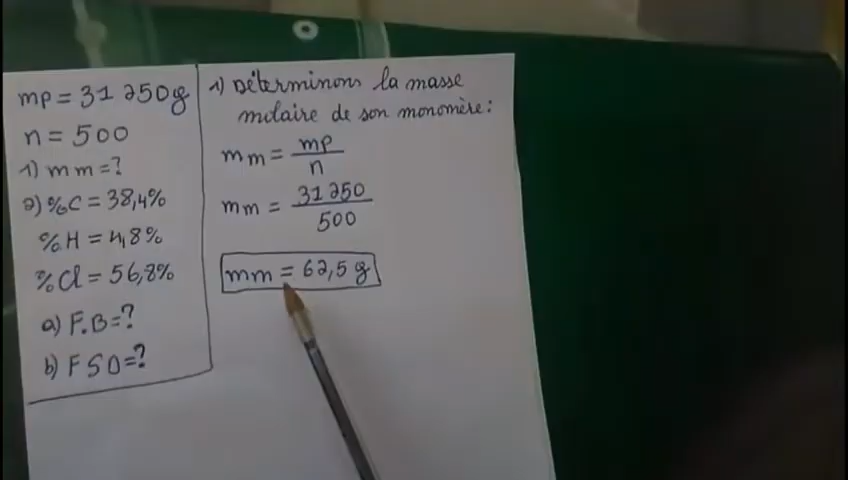 mp = 31 250g
n = 500
1) mm = ?
2) %C = 38,4%
%H = 4,8%
%Cl = 56,8%
a) F.B = ?
b) F S D = ?
1) Déterminons la masse
molaire de son monomère :
mm = mp / n
mm = 31 250 / 500
mm = 62,5 g